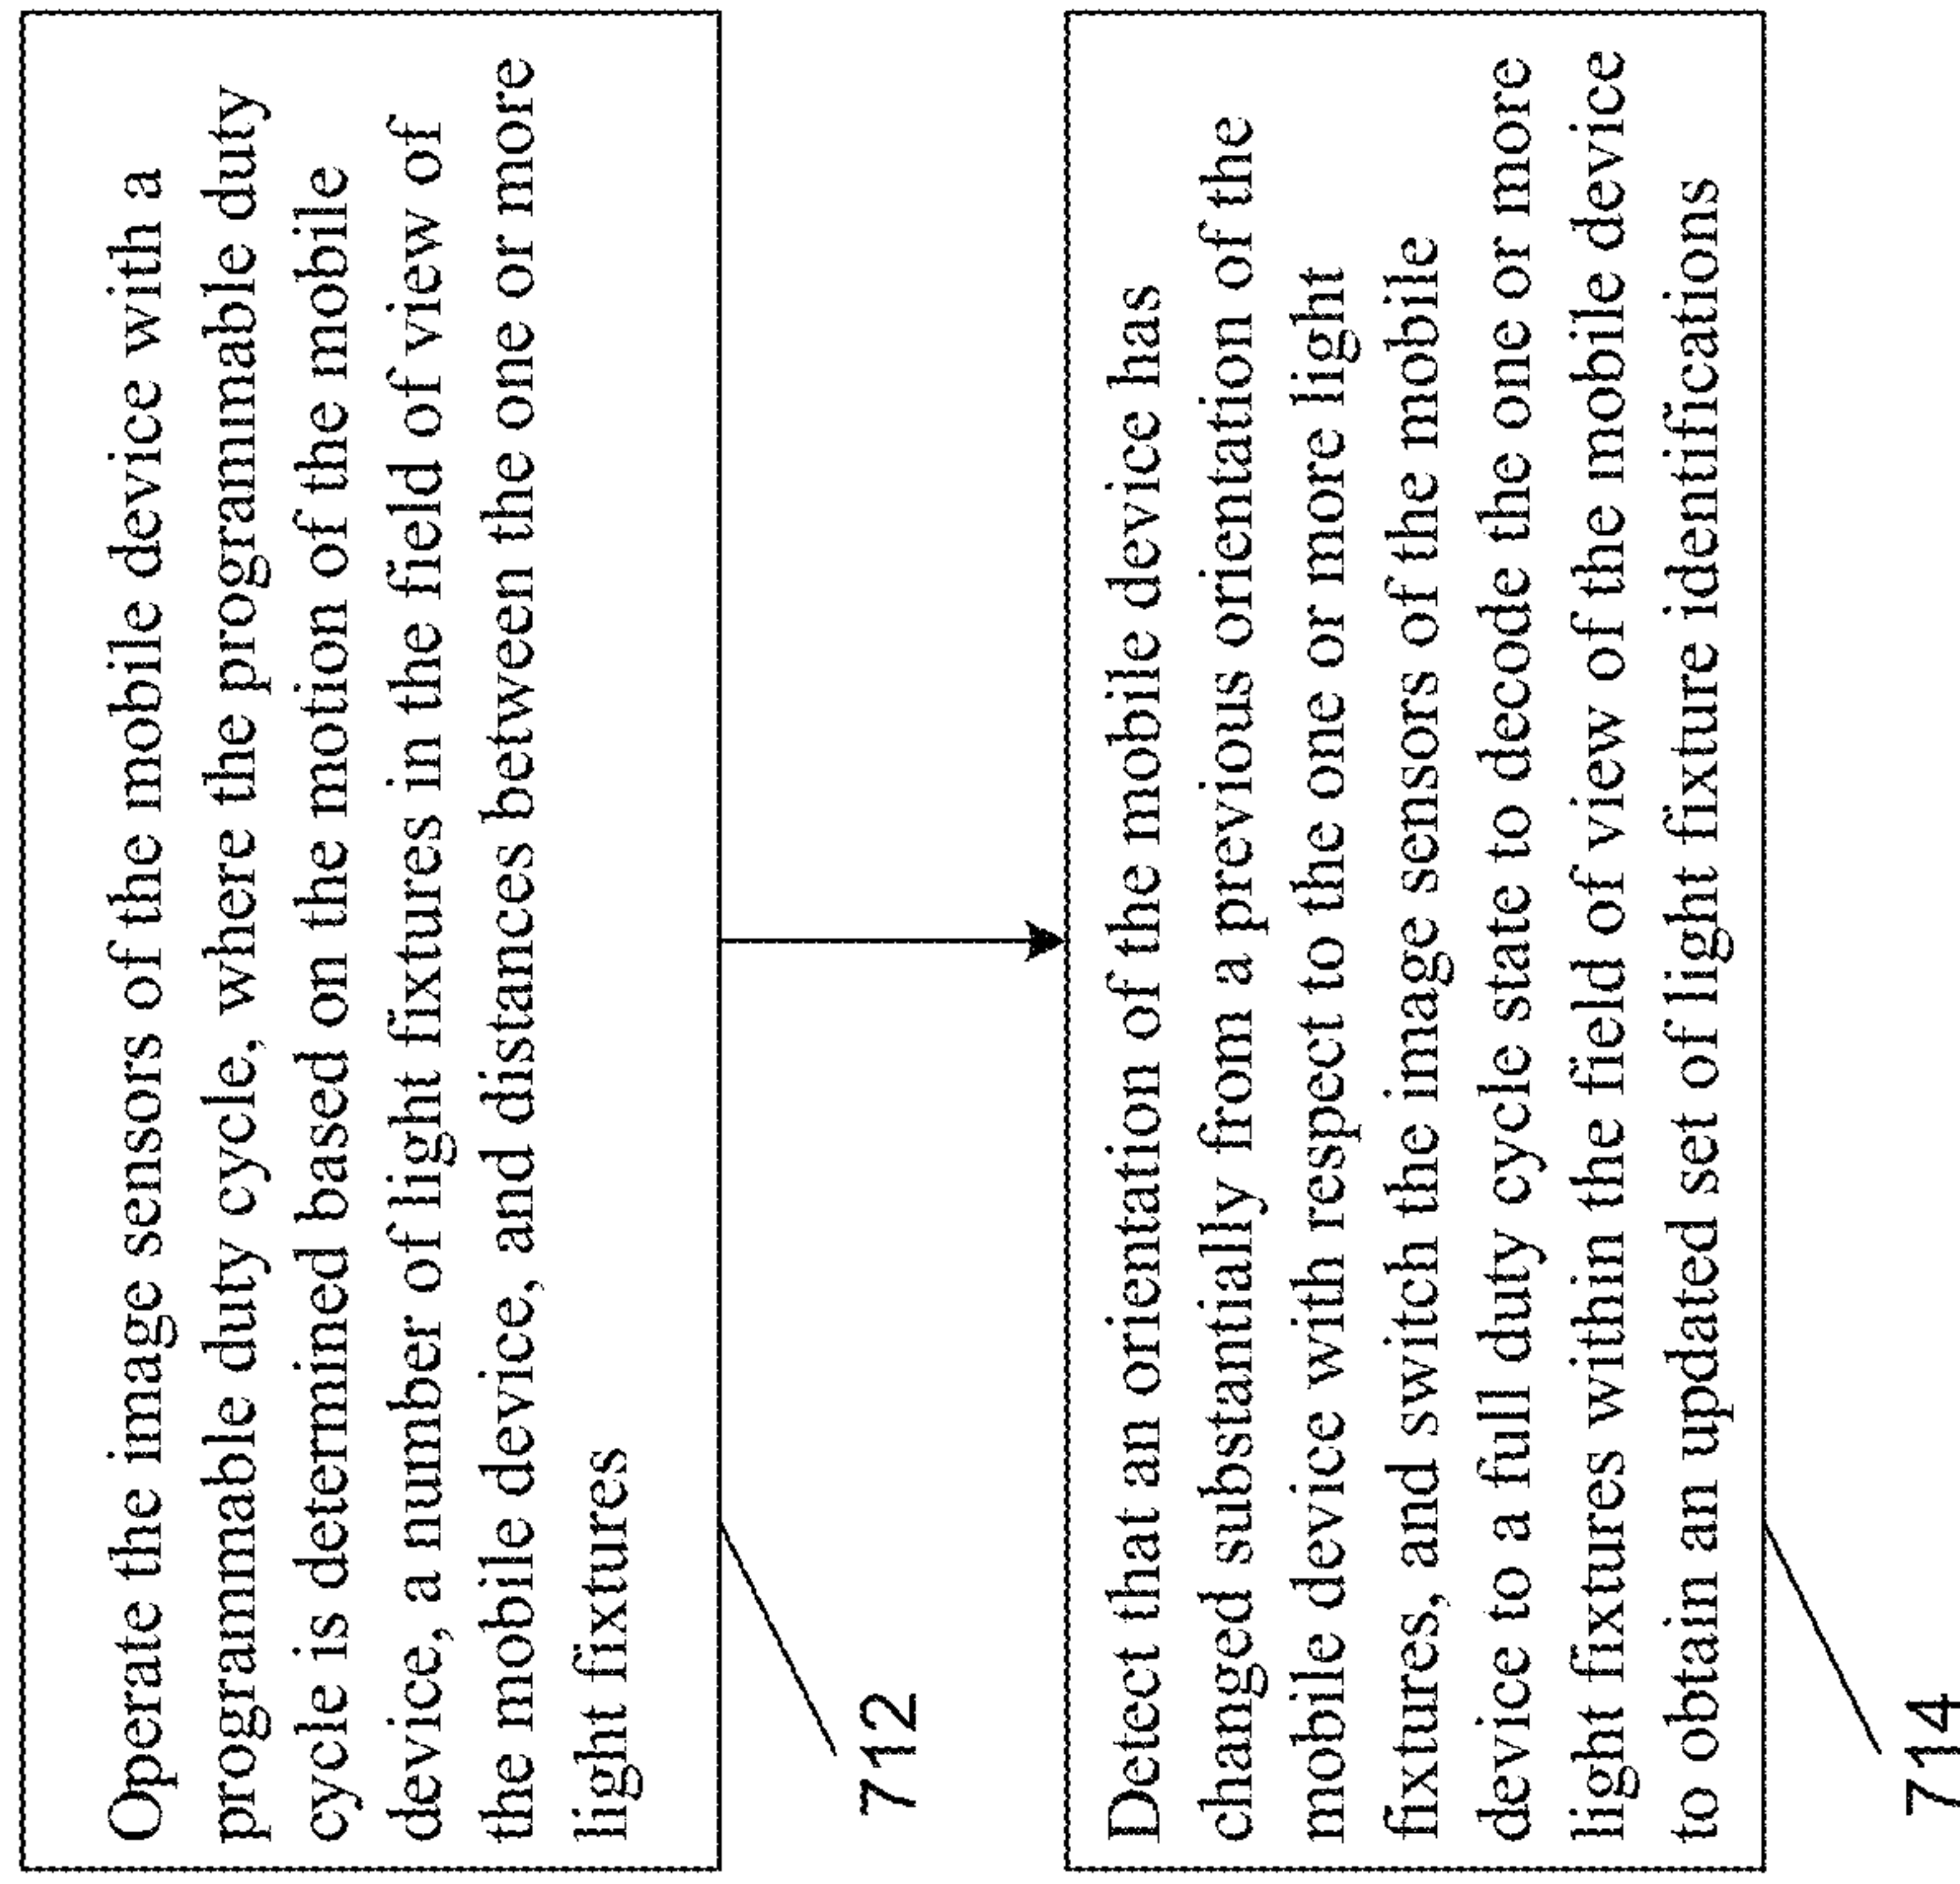 Operate the image sensors of the mobile device with a
programmable duty cycle, where the programmable duty
cycle is determined based on the motion of the mobile
device, a number of light fixtures in the field of view of
the mobile device, and distances between the one or more
light fixtures
712
Detect that an orientation of the mobile device has
changed substantially from a previous orientation of the
mobile device with respect to the one or more light
fixtures, and switch the image sensors of the mobile
device to a full duty cycle state to decode the one or more
light fixtures within the field of view of the mobile device
to obtain an updated set of light fixture identifications
714